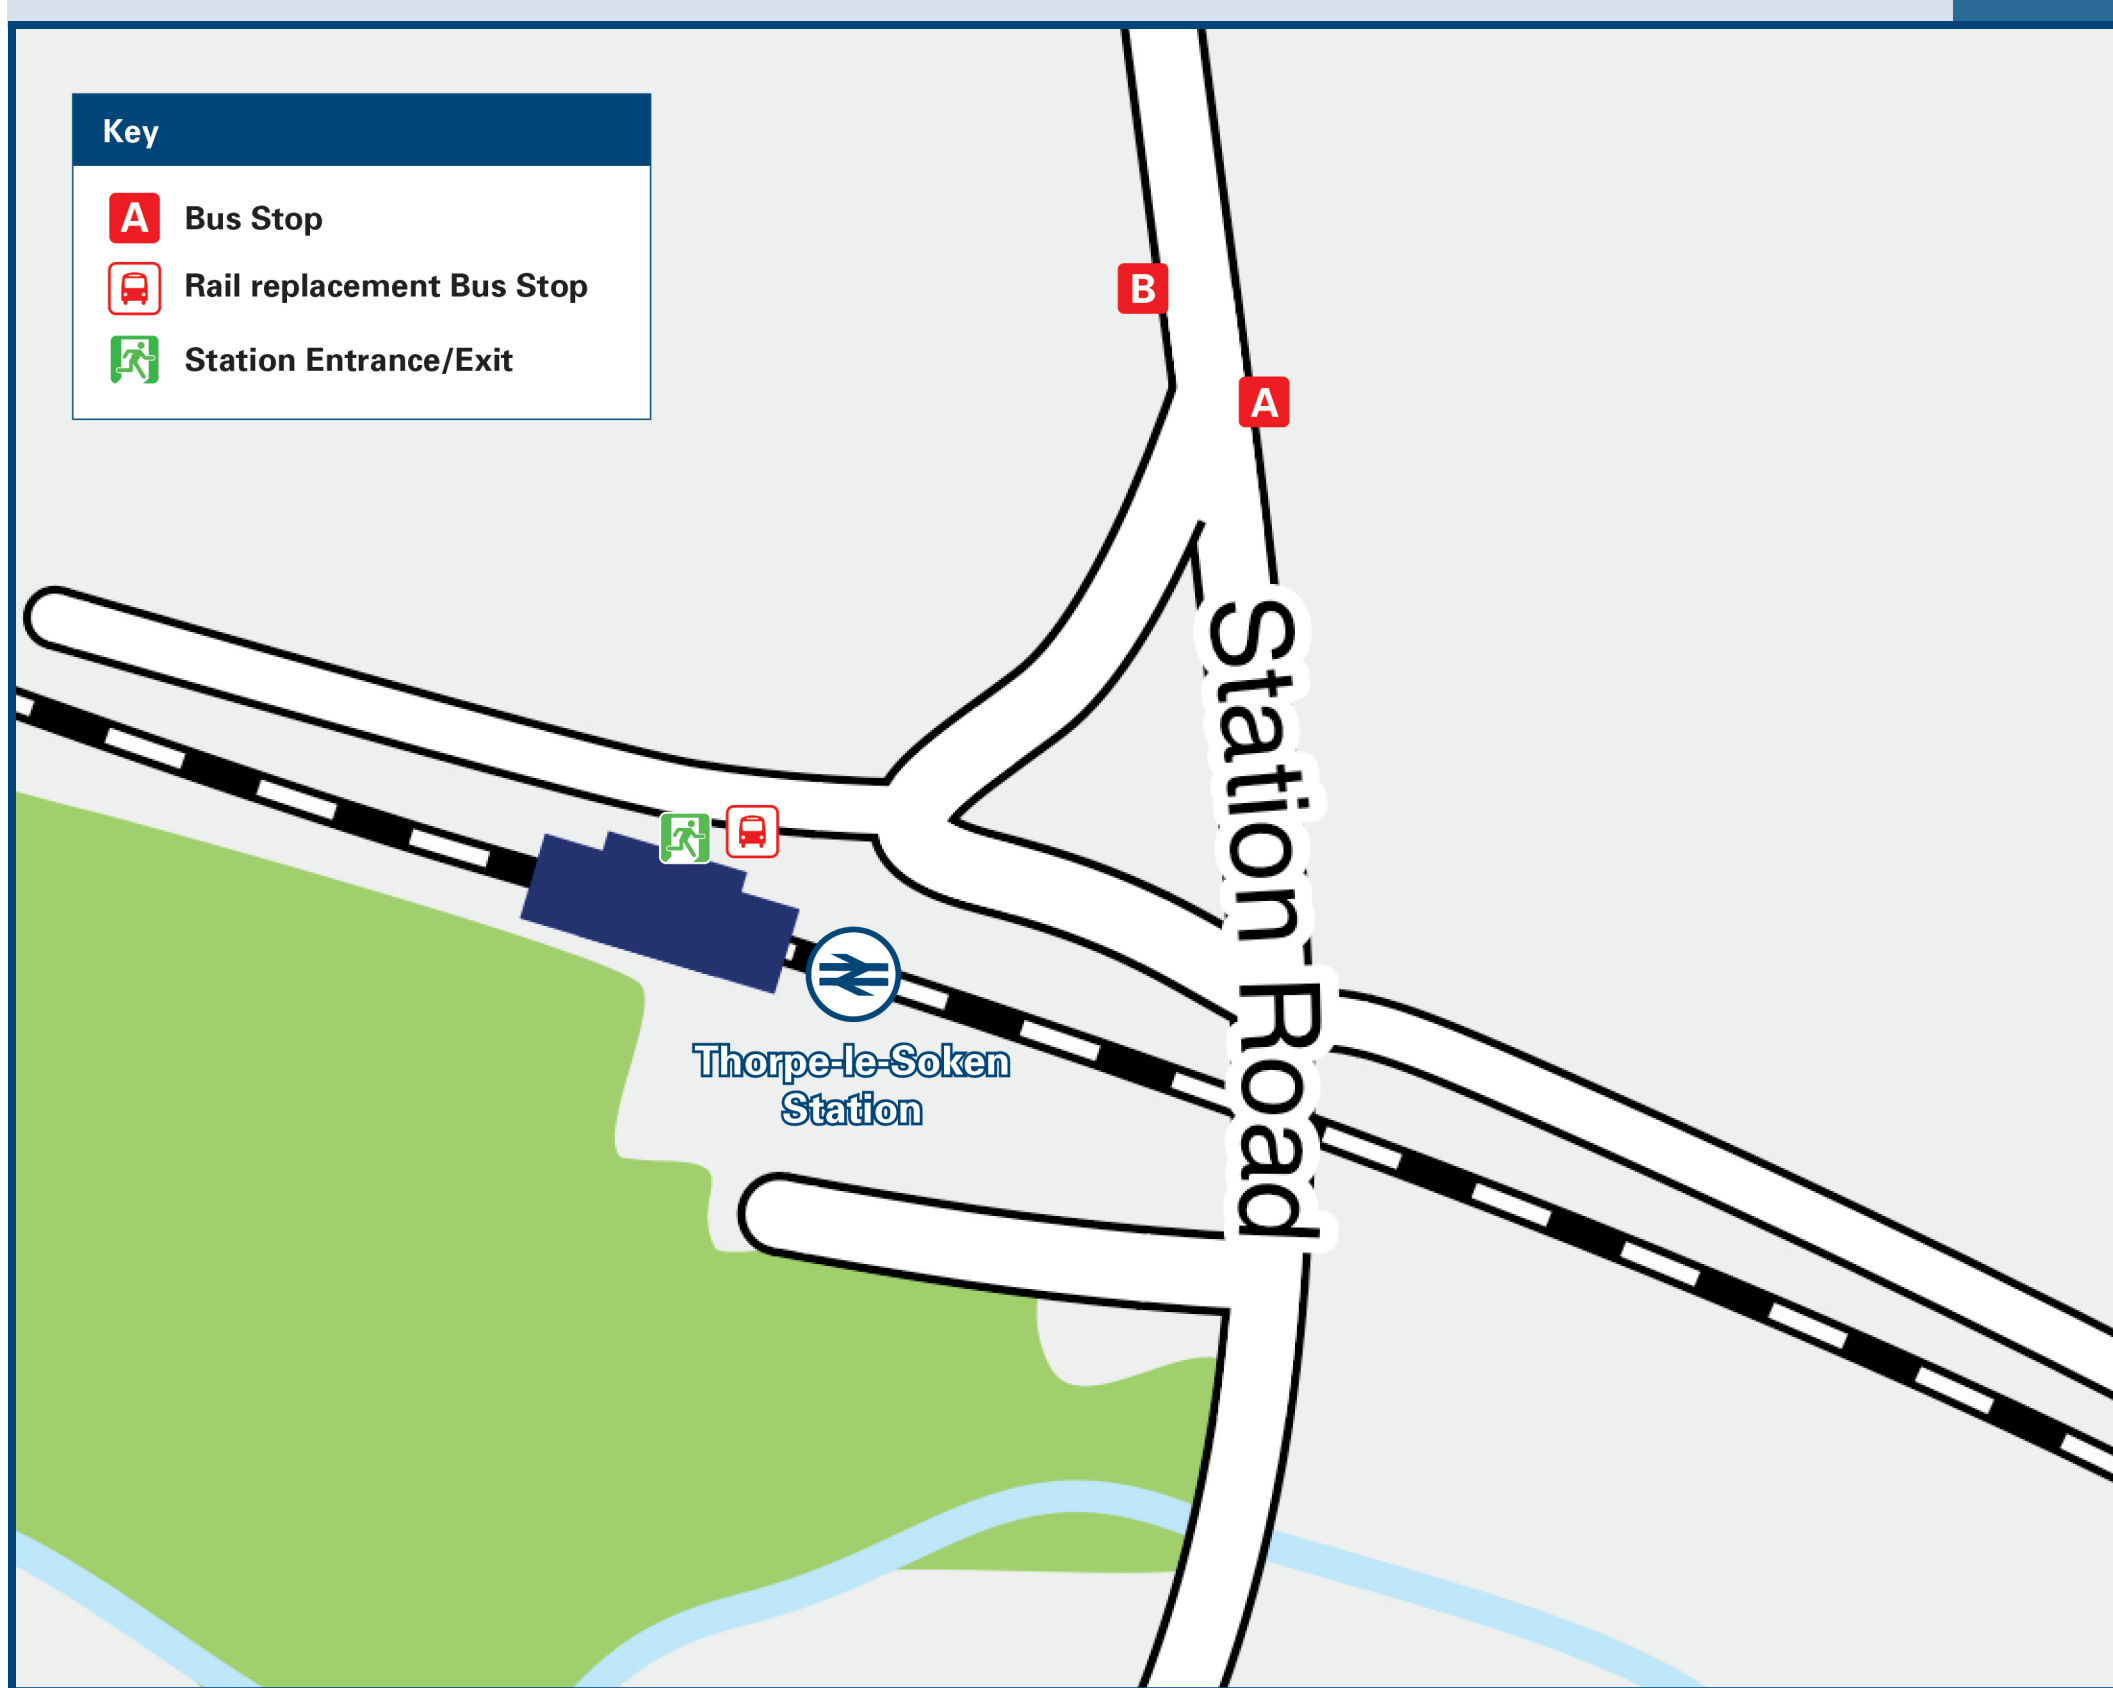 Key
A Bus Stop
Rail replacement Bus Stop
Station Entrance/Exit
B
A
Station Road
Thorpe-le-Soken
Station